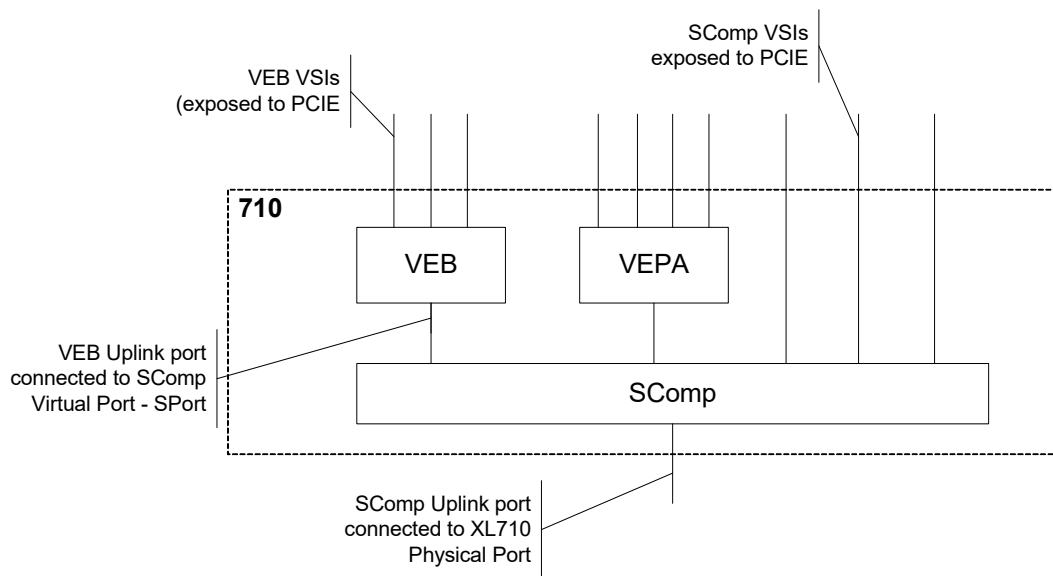 SComp VSIs
exposed to PCIE
VEB VSIs
(exposed to PCIE
710
VEB
VEPA
VEB Uplink port
connected to SComp
Virtual Port - SPort
SComp
SComp Uplink port
connected to XL710
Physical Port